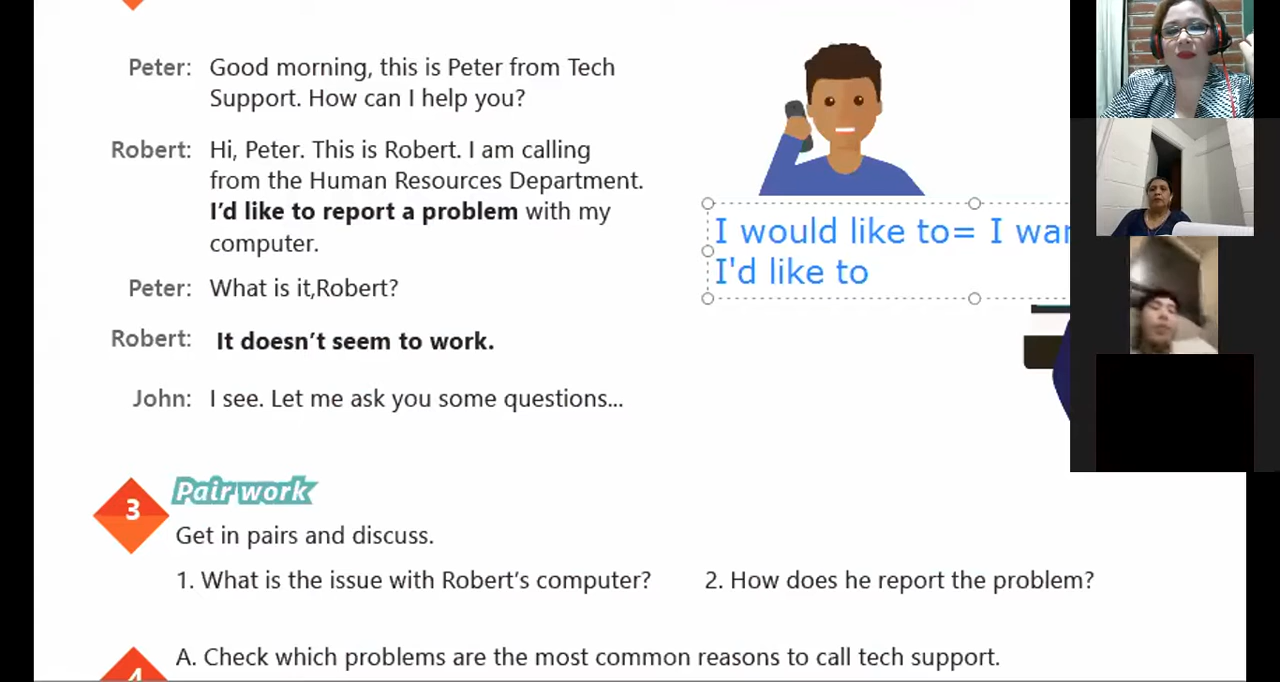 Peter: Good morning, this is Peter from Tech
Support. How can I help you?
Robert: Hi, Peter. This is Robert. I am calling
from the Human Resources Department.
I'd like to report a problem with my
computer.
Peter: What is it,Robert?
Robert: It doesn't seem to work.
John: I see. Let me ask you some questions...
I would like to= I
I'd like to
3 Pair work
Get in pairs and discuss.
1. What is the issue with Robert's computer? 2. How does he report the problem?
4 A. Check which problems are the most common reasons to call tech support.